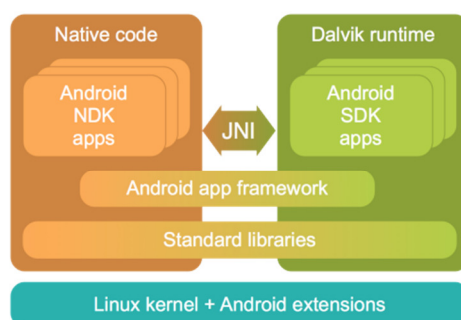 Native code
Dalvik runtime
Android
NDK
apps
JNI
Android
SDK
apps
Android app framework
Standard libraries
Linux kernel + Android extensions